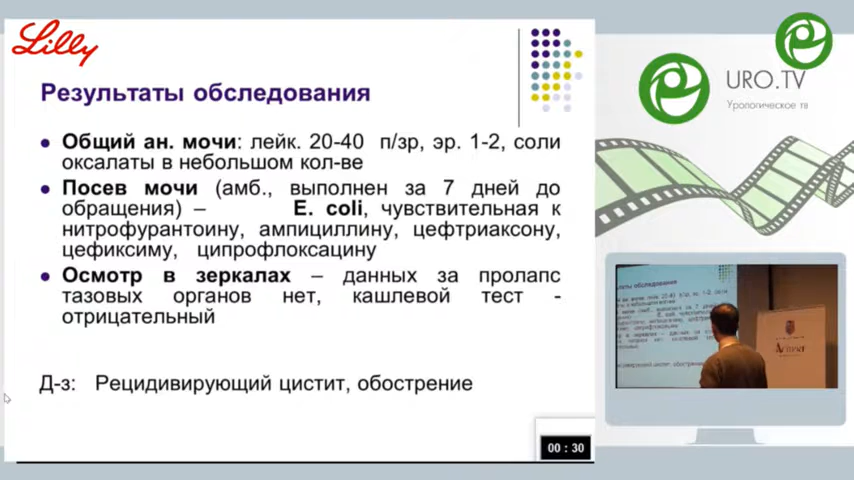 Lilly
Результаты обследования
Общий ан. мочи: лейк. 20-40 п/зр, эр. 1-2, соли
оксалаты в небольшом кол-ве
Посев мочи (амб., выполнен за 7 дней до
обращения) – E. coli, чувствительная к
нитрофурантоину, ампициллину, цефтриаксону,
цефиксиму, ципрофлоксацину
Осмотр в зеркалах – данных за пролапс
тазовых органов нет, кашлевой тест -
отрицательный
Д-з: Рецидивирующий цистит, обострение
00 : 30
URO.TV
Урологическое тв